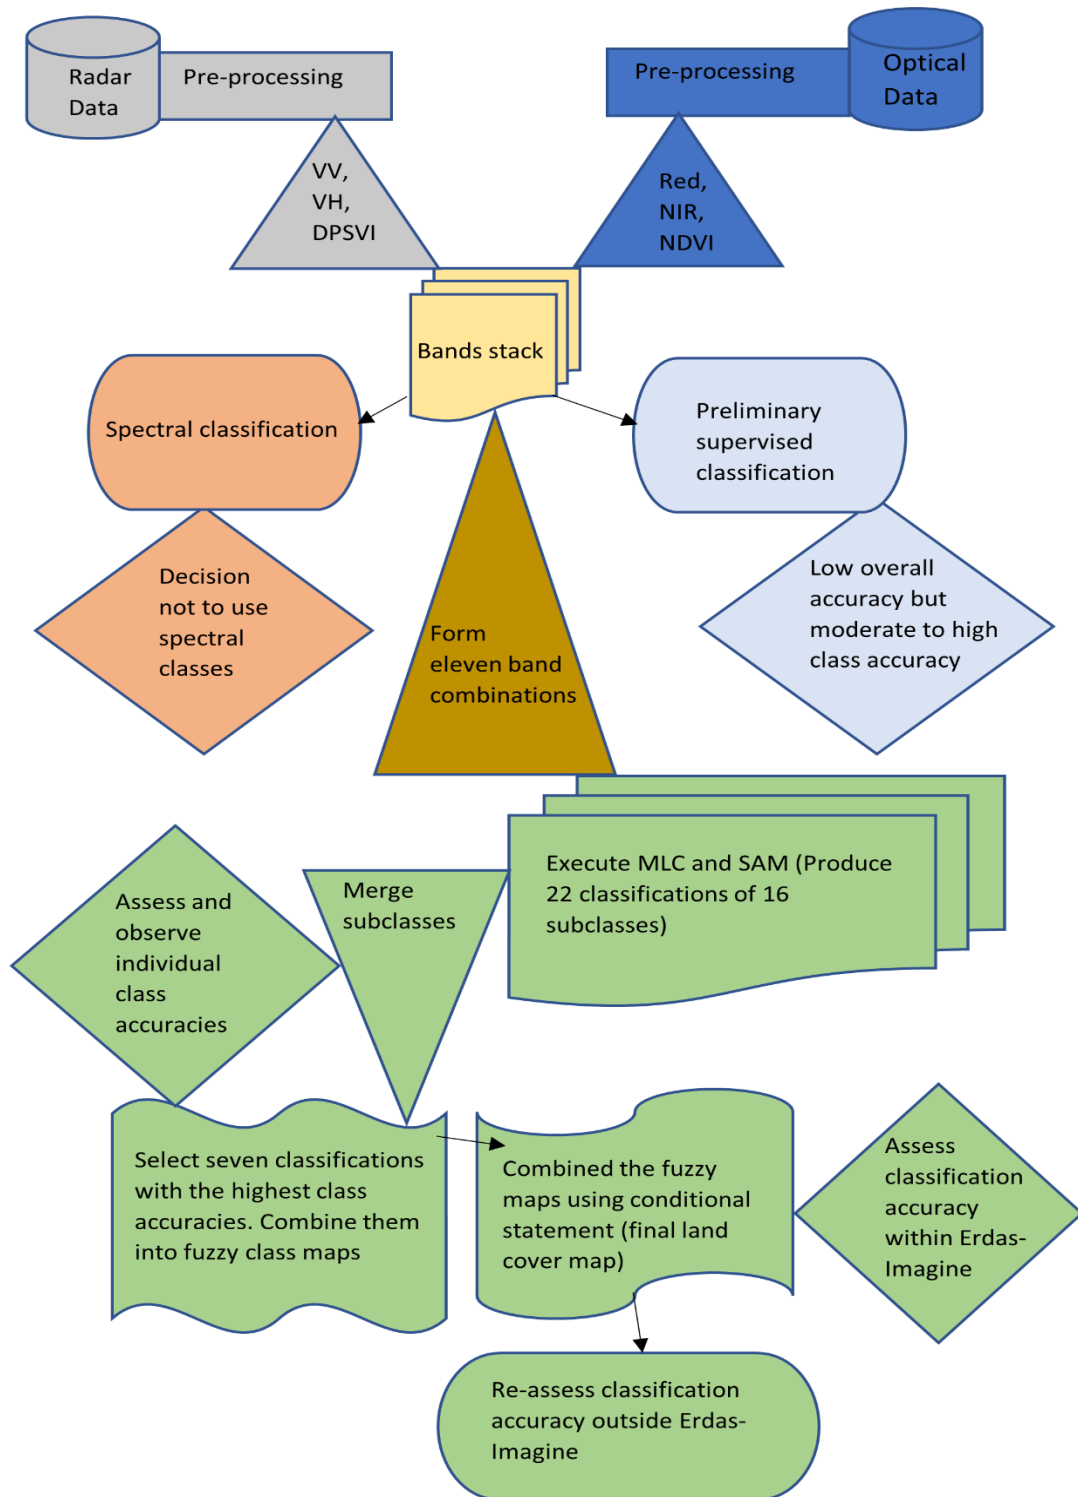 Radar
Data
Pre-processing
Pre-processing
Optical
Data
VV,
VH,
DPSVI
Red,
NIR,
NDVI
Bands stack
Spectral classification
Preliminary
supervised
classification
Decision
not to use
spectral
classes
Form
eleven band
combinations
Low overall
accuracy but
moderate to high
class accuracy
Execute MLC and SAM (Produce
22 classifications of 16
subclasses)
Merge
subclasses
Assess and
observe
individual
class
accuracies
Select seven classifications
with the highest class
accuracies. Combine them
into fuzzy class maps
Combined the fuzzy
maps using conditional
statement (final land
cover map)
Assess
classification
accuracy
within Erdas-
Imagine
Re-assess classification
accuracy outside Erdas-
Imagine